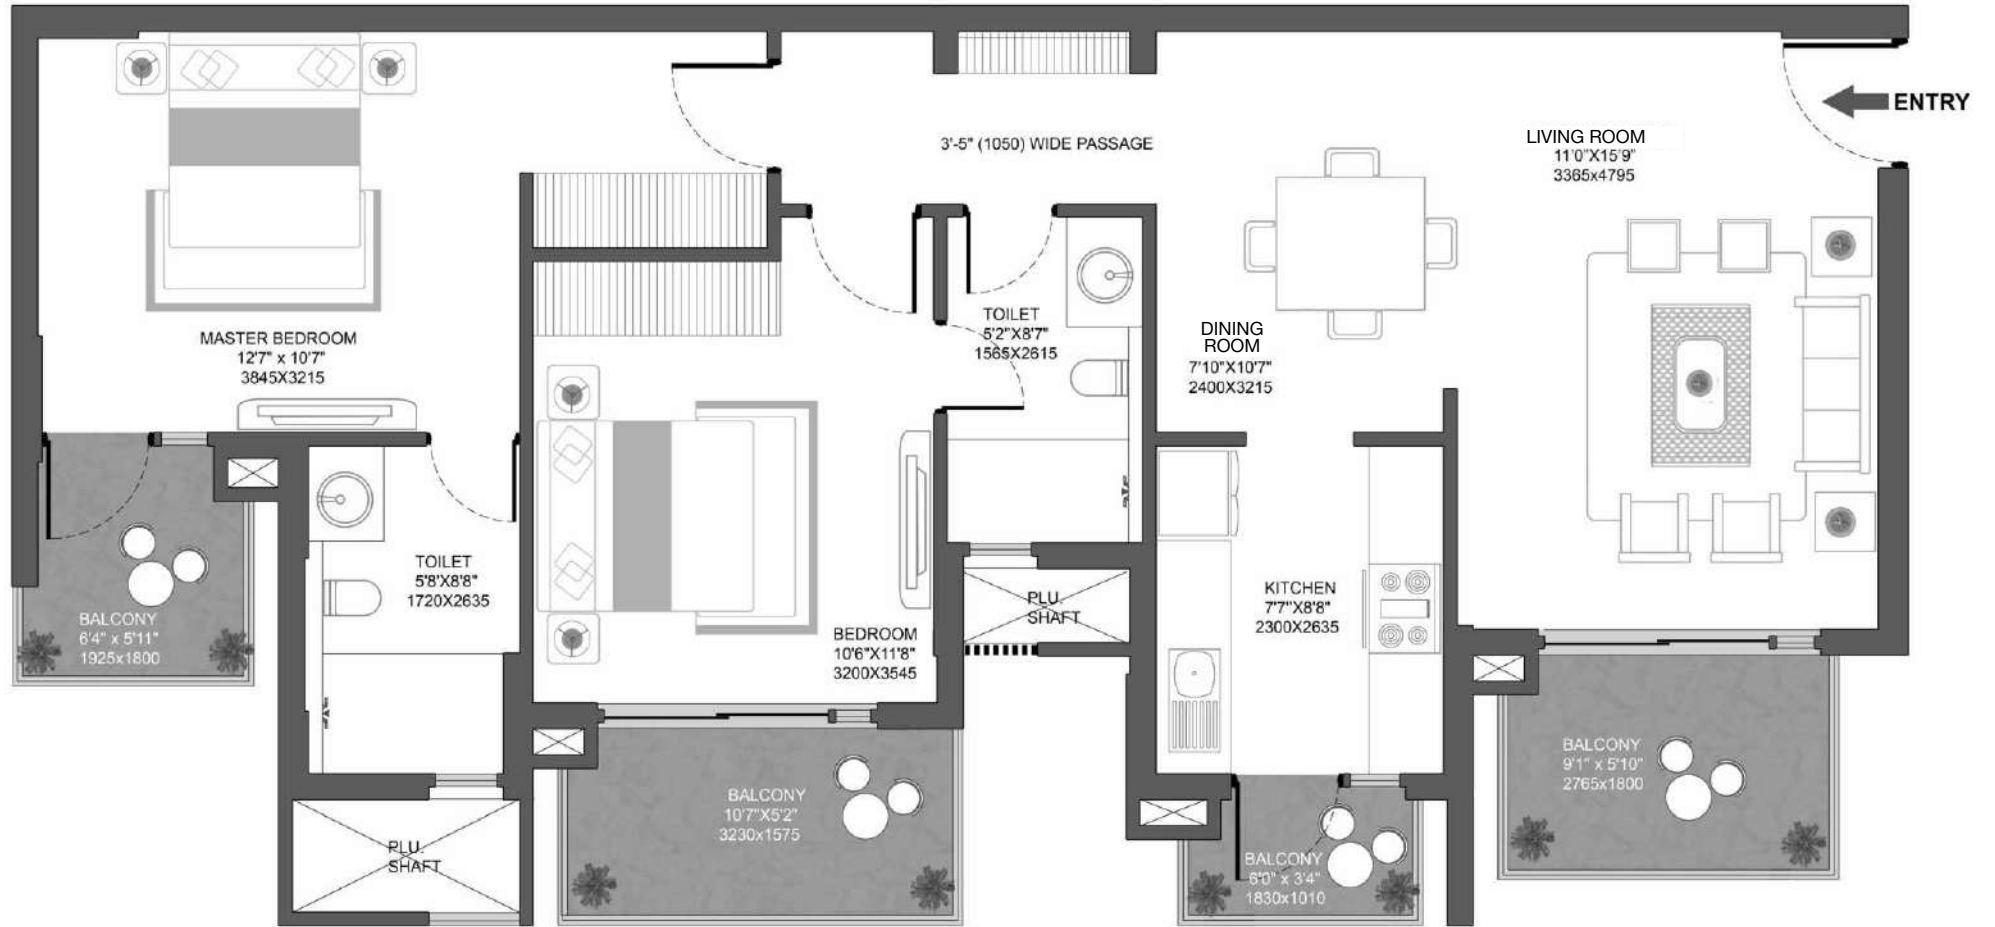 ENTRY
LIVING ROOM
11'0"X15'9"
3365x4795
3'-5" (1050) WIDE PASSAGE
MASTER BEDROOM
12'7" x 10'7"
3845X3215
TOILET
5'2"X8'7"
1565X2615
DINING
ROOM
7'10"X10'7"
2400X3215
TOILET
5'8'X8'8"
1720X2635
KITCHEN
7'7"X8'8"
2300X2635
PLU.
SHAFT
BALCONY
6'4" x 5'11"
1925x1800
BEDROOM
10'6"X11'8"
3200X3545
BALCONY
9'1" x 5'10"
2765x1800
BALCONY
10'7"X5'2"
3230x1575
PLU.
SHAFT
BALCONY
6'0" x 3'4"
1830x1010